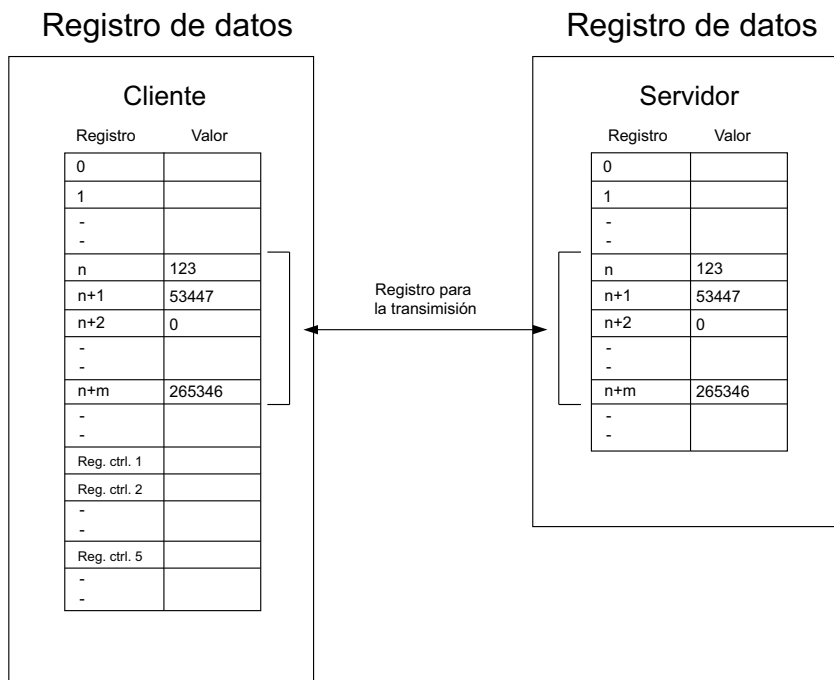 Registro de datos
Cliente
Registro Valor
0
1
-
-
n 123
n+1 53447
n+2 0
-
-
n+m 265346
-
-
Reg. ctrl. 1
Reg. ctrl. 2
-
-
Reg. ctrl. 5
-
-
Registro para
la transimisión
Registro de datos
Servidor
Registro Valor
0
1
-
-
n 123
n+1 53447
n+2 0
-
-
n+m 265346
-
-